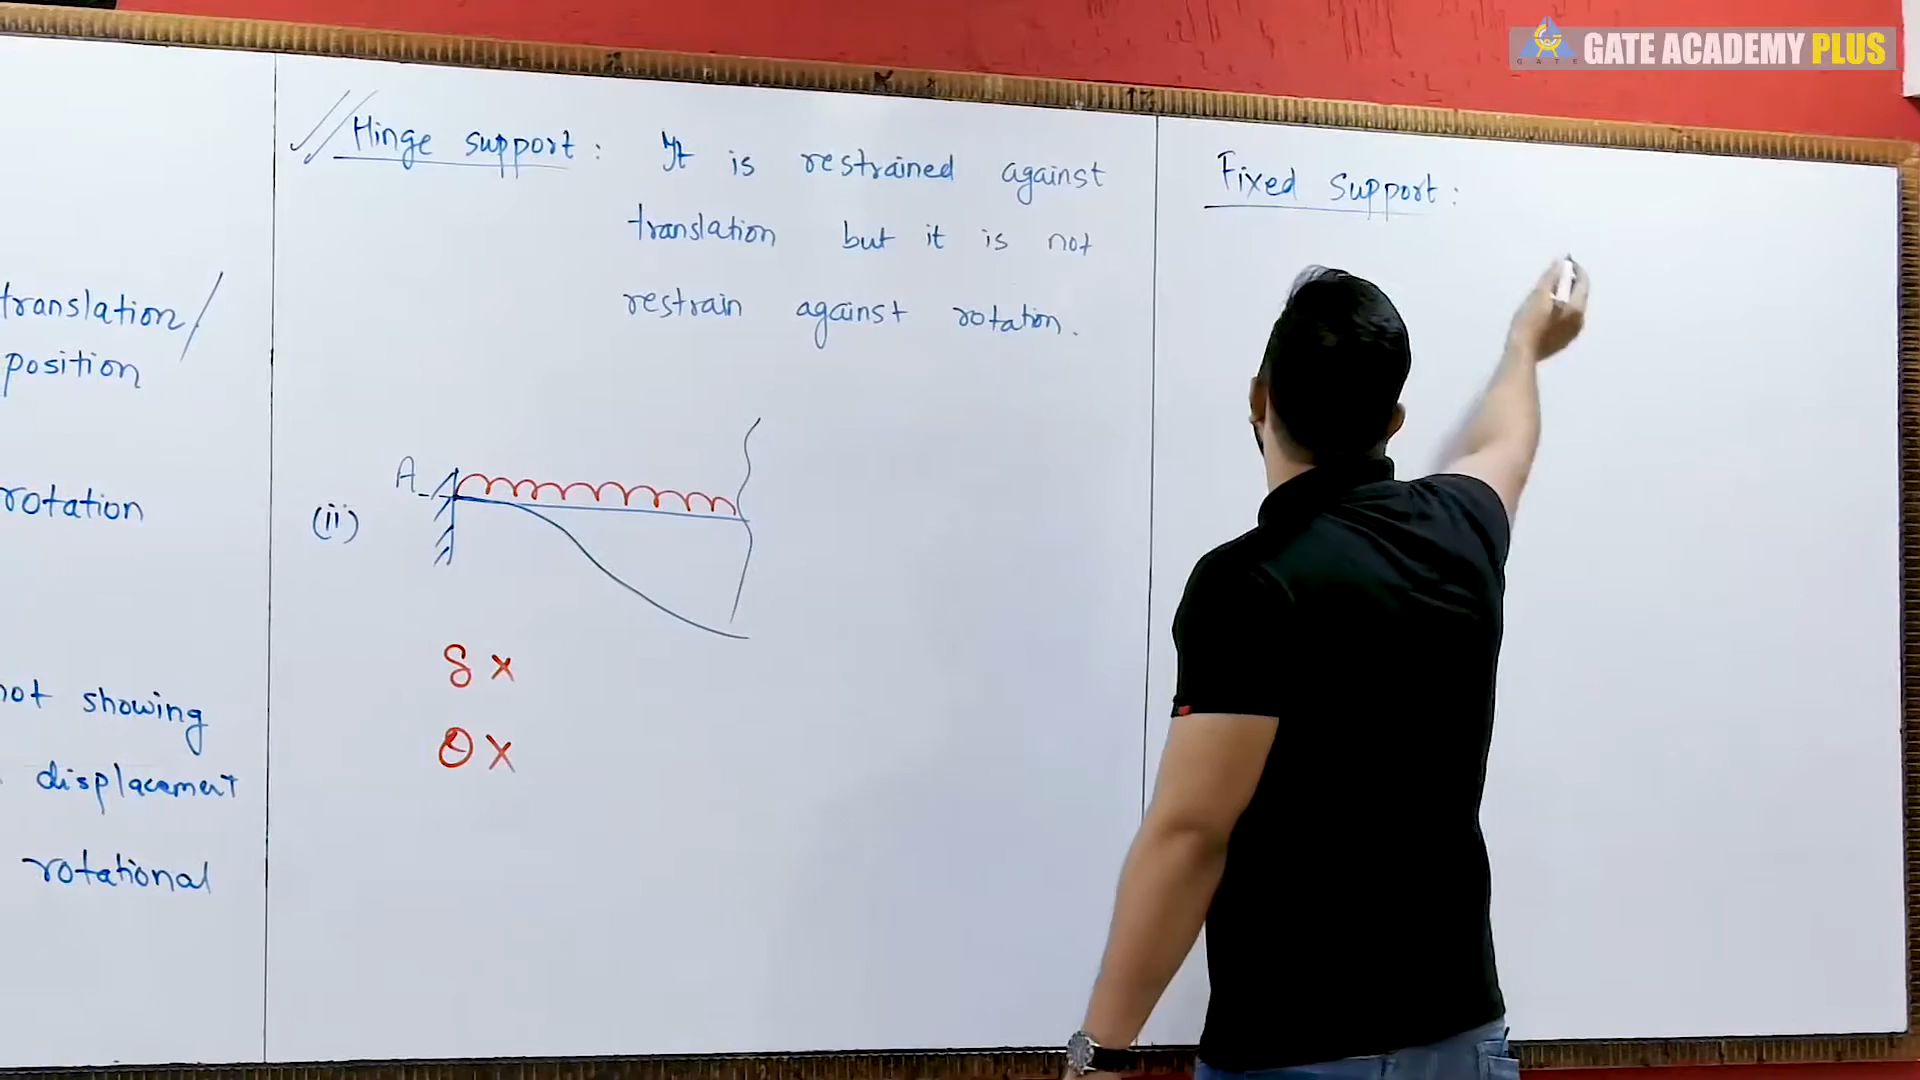 GATE ACADEMY PLUS
GATE
translation/
position
rotation
not showing
displacement
rotational
Hinge support : It is restrained against
translation but it is not
restrain against rotation.
(ii)
A
δ ×
θ ×
Fixed Support :